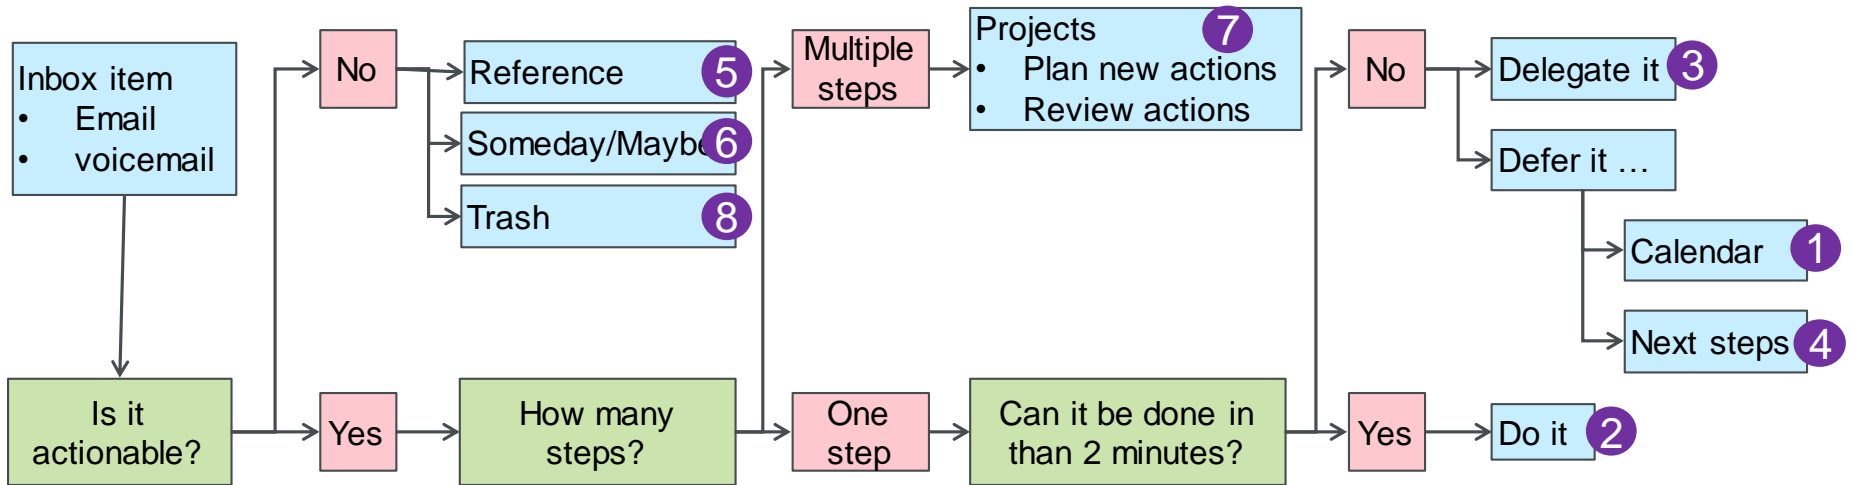 Inbox item
• Email
• voicemail
Is it
actionable?
No
Reference 5
Someday/Maybe 6
Trash 8
Yes
How many
steps?
Multiple
steps
Projects 7
• Plan new actions
• Review actions
One
step
Can it be done in
than 2 minutes?
No
Delegate it 3
Defer it …
Calendar 1
Next steps 4
Yes
Do it 2